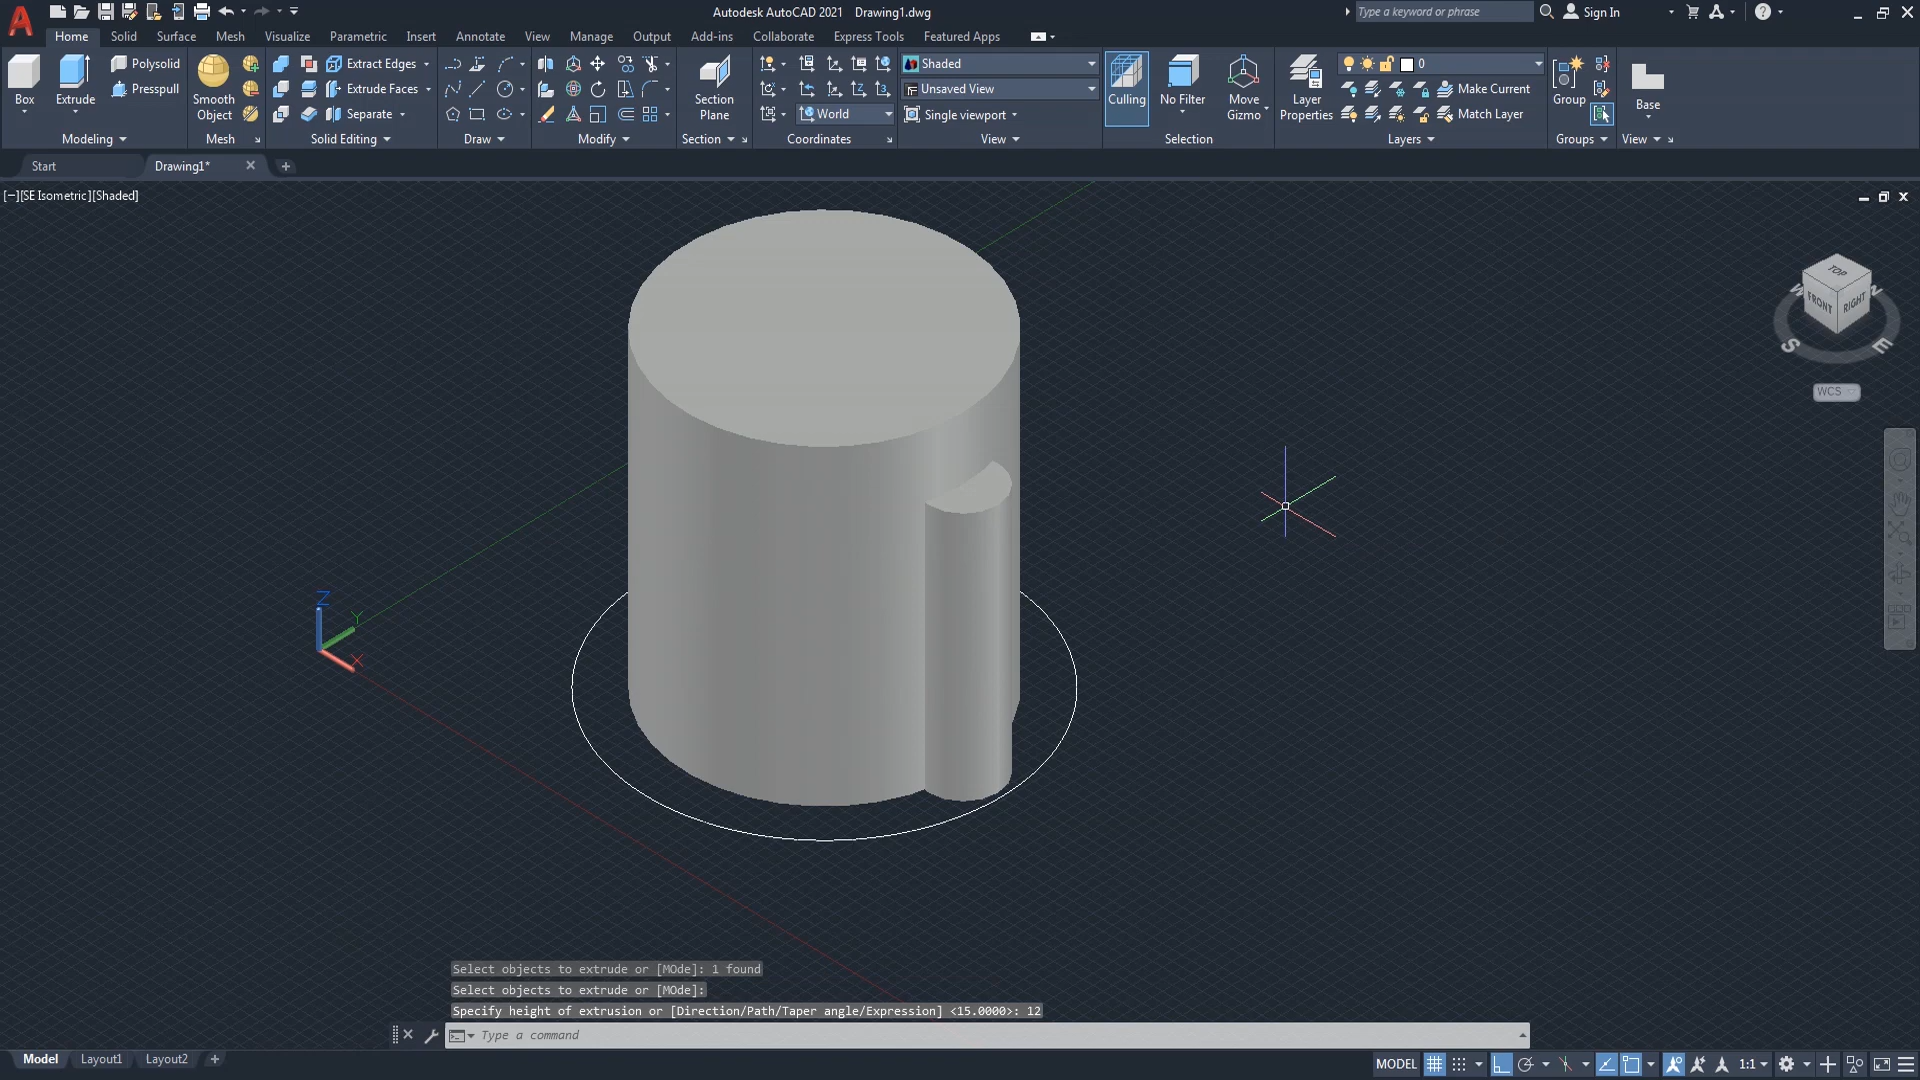 Autodesk AutoCAD 2021 Drawing1.dwg
Type a keyword or phrase
Sign In
Home Solid Surface Mesh Visualize Parametric Insert Annotate View Manage Output Add-ins Collaborate Express Tools Featured Apps
Box
Extrude
Polysolid
Presspull
Modeling
Smooth
Object
Mesh
Extract Edges
Extrude Faces
Separate
Solid Editing
Draw
Modify
Section
Plane
Section
World
Coordinates
Shaded
Unsaved View
Single viewport
View
Culling
No Filter
Move
Gizmo
Selection
Layer
Properties
0
Make Current
Match Layer
Layers
Group
Groups
Base
View
Start
Drawing1*
[−][SE Isometric][Shaded]
TOP
FRONT
RIGHT
W
N
S
E
WCS
Z
Y
X
Select objects to extrude or [MOde]: 1 found
Select objects to extrude or [MOde]:
Specify height of extrusion or [Direction/Path/Taper angle/Expression] <15.0000>: 12
Type a command
Model Layout1 Layout2
MODEL
1:1